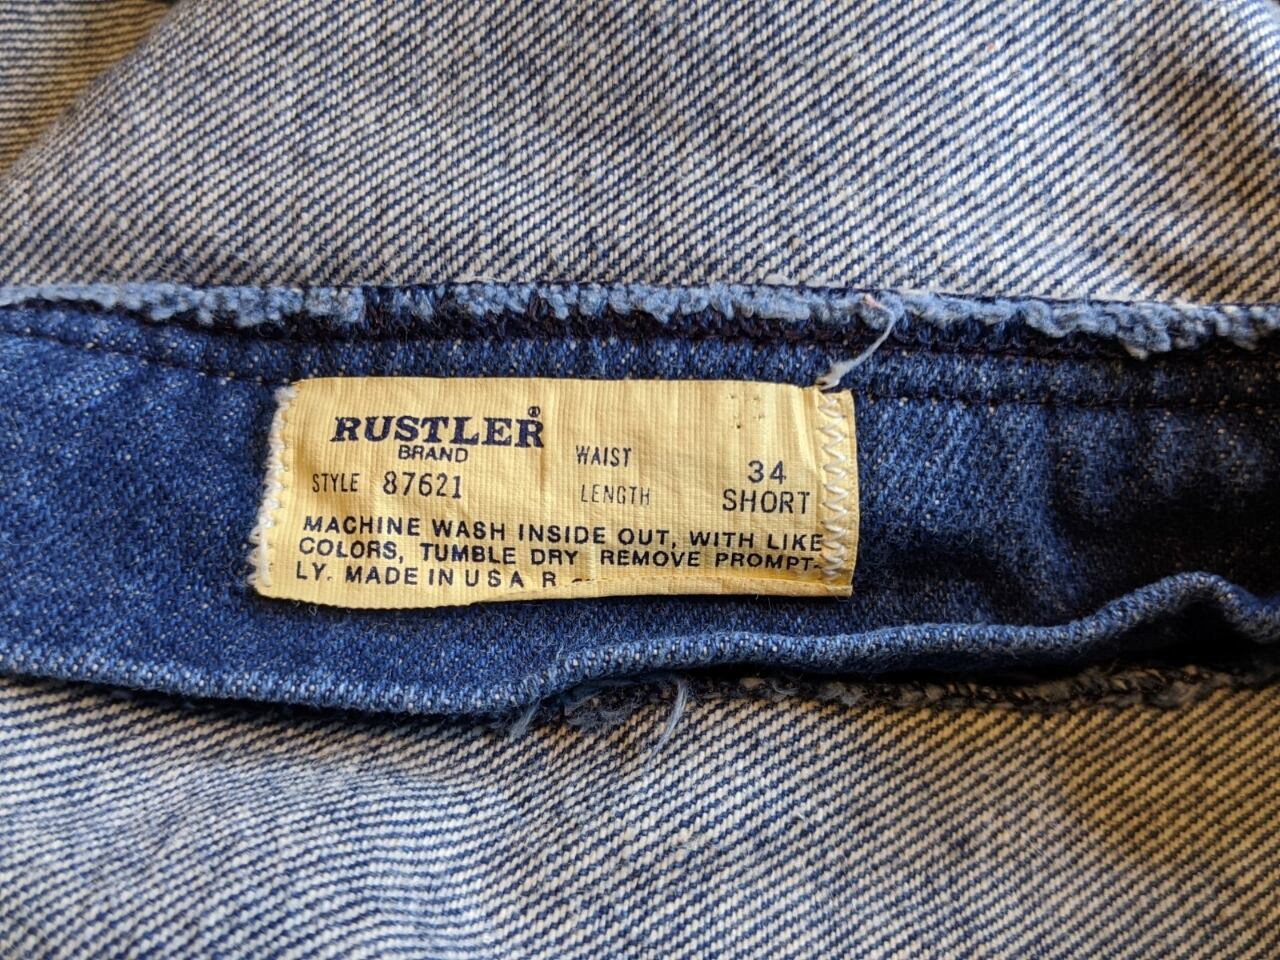 RUSTLER®
BRAND
STYLE 87621
WAIST 34
LENGTH SHORT
MACHINE WASH INSIDE OUT, WITH LIKE
COLORS, TUMBLE DRY REMOVE PROMPT-
LY. MADE IN U S A R